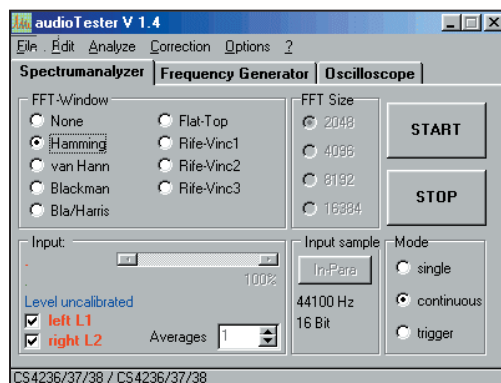 audioTester V 1.4
File Edit Analyze Correction Options ?
Spectrumanalyzer Frequency Generator Oscilloscope
FFT-Window
None
Hamming
van Hann
Blackman
Bla/Harris
Flat-Top
Rife-Vinc1
Rife-Vinc2
Rife-Vinc3
FFT Size
2048
4096
8192
16384
START
STOP
Input:
100%
Level uncalibrated
left L1
right L2
Averages 1
Input sample
In-Para
44100 Hz
16 Bit
Mode
single
continuous
trigger
CS4236/37/38 / CS4236/37/38